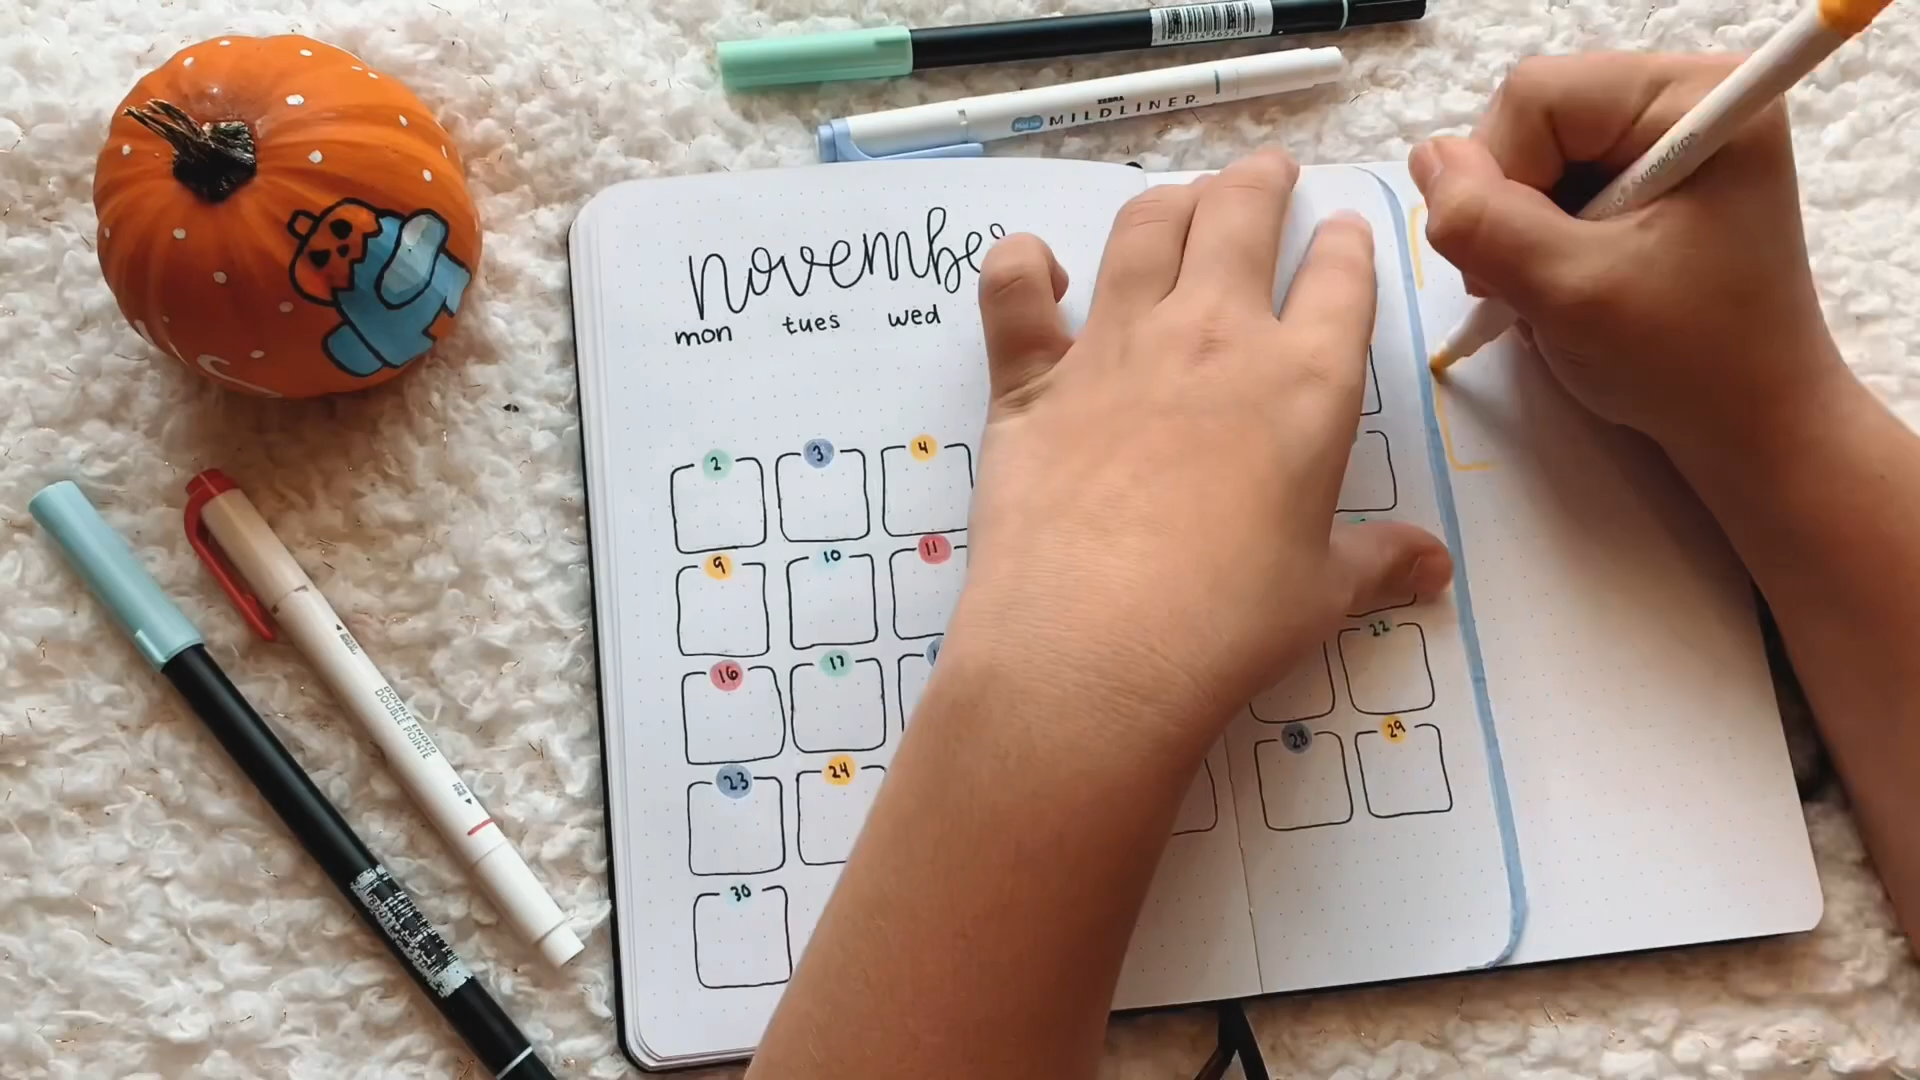 ZEBRA
MILDLINER
november
mon tues wed
2 3 4
9 10 11
16 17 22
23 24 28 29
30
DOUBLE ENDED
DOUBLE POINTE